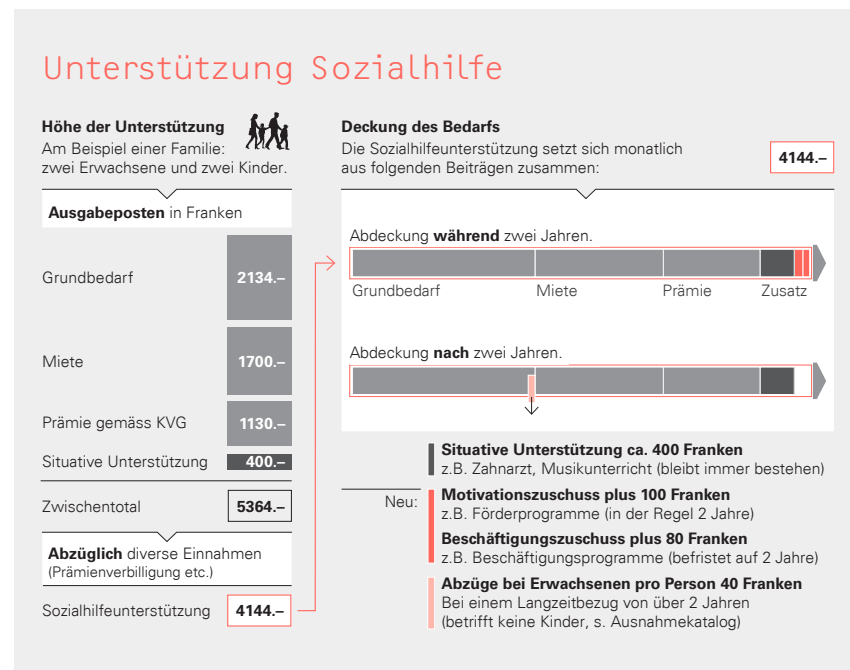 Unterstützung Sozialhilfe
Höhe der Unterstützung
Am Beispiel einer Familie:
zwei Erwachsene und zwei Kinder.
Ausgabeposten in Franken
Grundbedarf 2134.–
Miete 1700.–
Prämie gemäss KVG 1130.–
Situative Unterstützung 400.–
Zwischentotal 5364.–
Abzüglich diverse Einnahmen
(Prämienverbilligung etc.)
Sozialhilfeunterstützung 4144.–
Deckung des Bedarfs
Die Sozialhilfeunterstützung setzt sich monatlich
aus folgenden Beiträgen zusammen:
4144.–
Abdeckung während zwei Jahren.
Grundbedarf Miete Prämie Zusatz
Abdeckung nach zwei Jahren.
Situative Unterstützung ca. 400 Franken
z.B. Zahnarzt, Musikunterricht (bleibt immer bestehen)
Neu: Motivationszuschuss plus 100 Franken
z.B. Förderprogramme (in der Regel 2 Jahre)
Beschäftigungszuschuss plus 80 Franken
z.B. Beschäftigungsprogramme (befristet auf 2 Jahre)
Abzüge bei Erwachsenen pro Person 40 Franken
Bei einem Langzeitbezug von über 2 Jahren
(betrifft keine Kinder, s. Ausnahmekatalog)